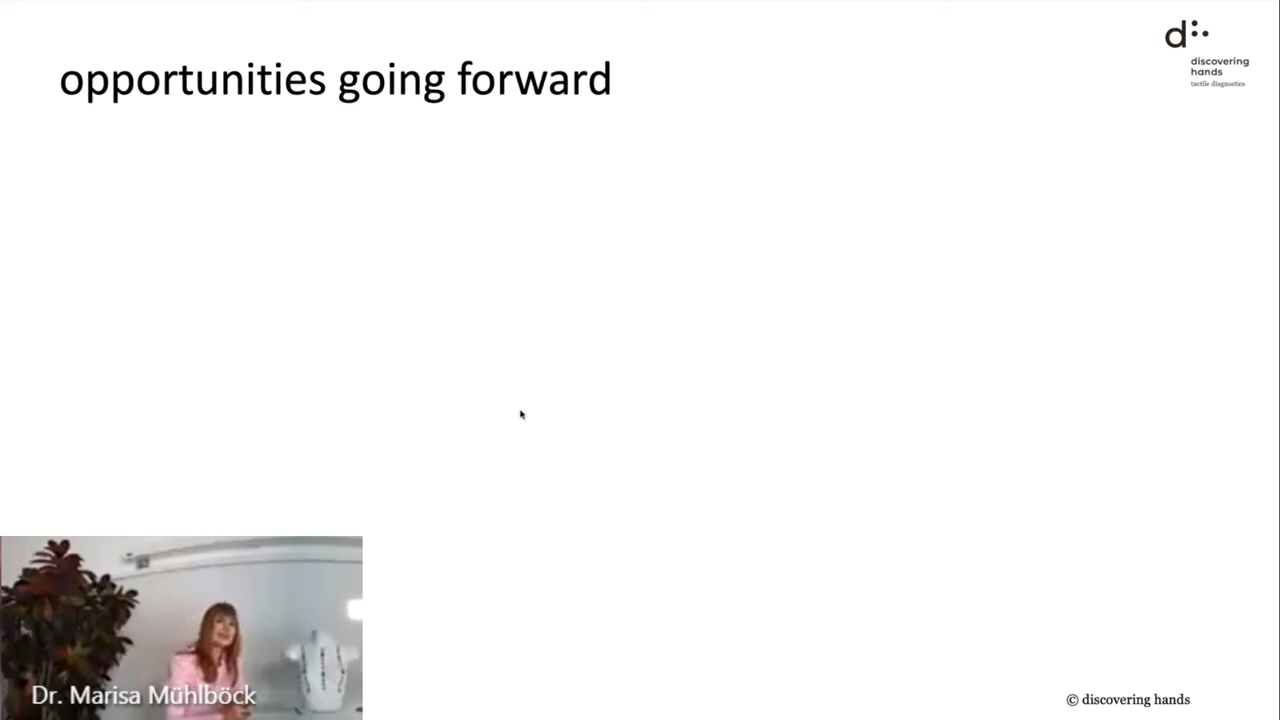 opportunities going forward
d
discovering
hands
tactile diagnostics
Dr. Marisa Mühlböck
© discovering hands